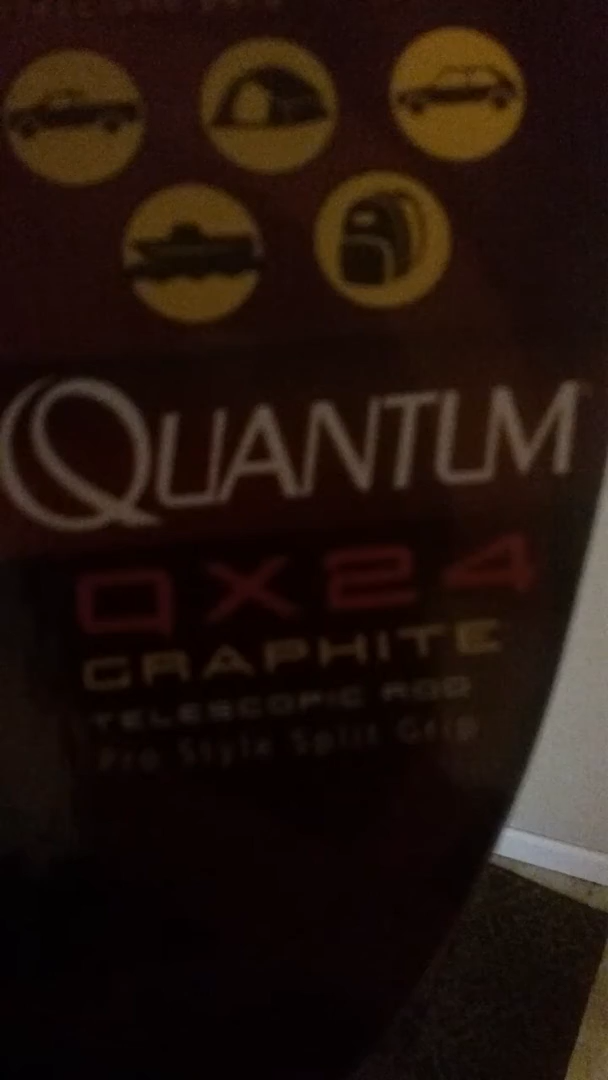 QUANTUM
QX24
GRAPHITE
TELESCOPIC ROD
Pro Style Split Grip